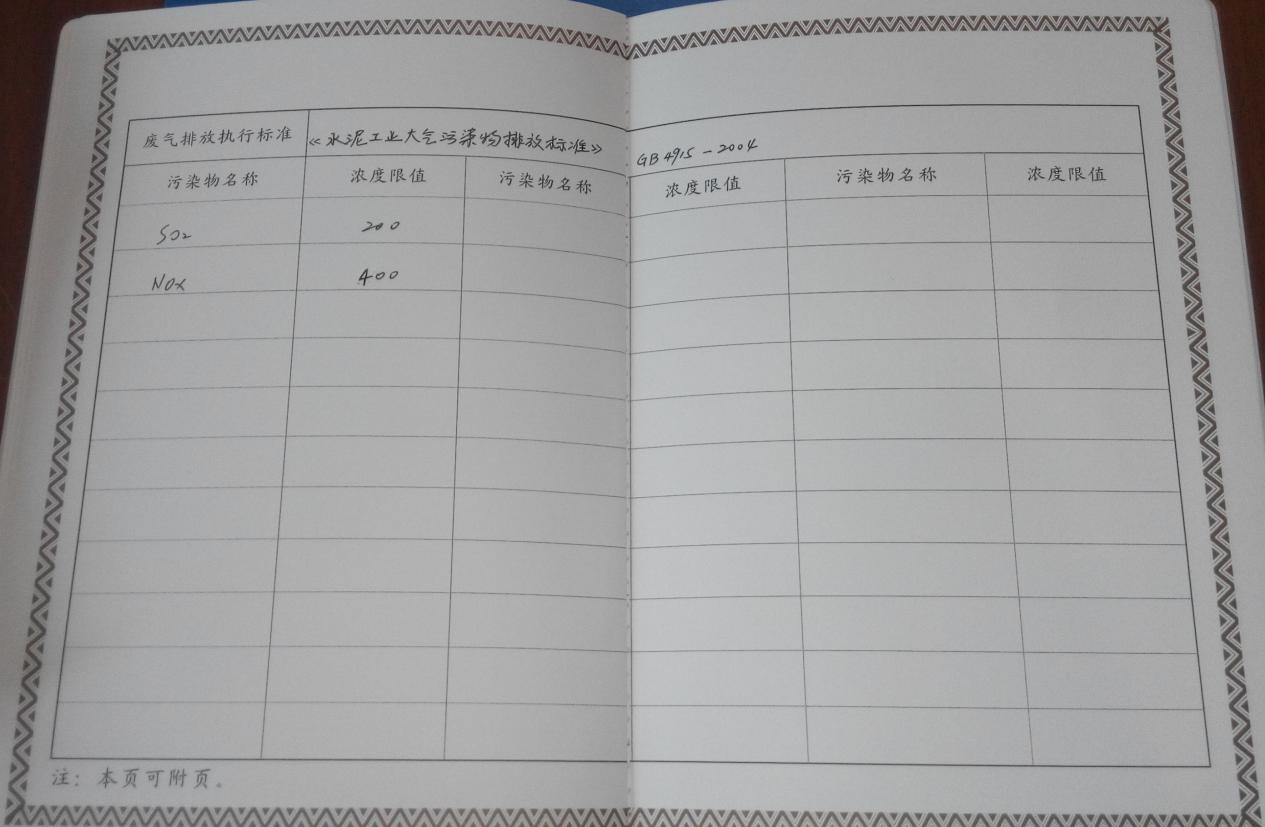 废气排放执行标准 《水泥工业大气污染物排放标准》 GB 4915-2004
污染物名称 浓度限值 污染物名称 浓度限值 污染物名称 浓度限值
SO2 200
NOx 400
注：本页可附页。